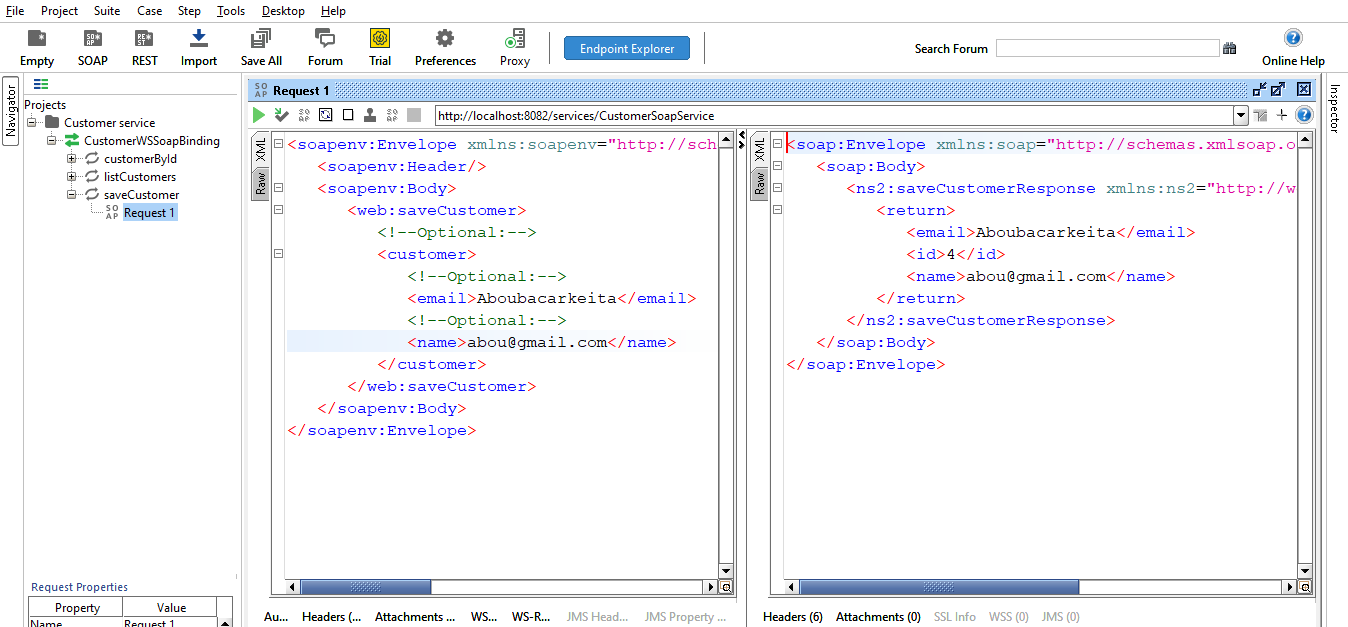 File Project Suite Case Step Tools Desktop Help
Empty SOAP REST Import Save All Forum Trial Preferences Proxy Endpoint Explorer Search Forum Online Help
Navigator
Projects
Customer service
CustomerWSSoapBinding
customerById
listCustomers
saveCustomer
SO AP Request 1
Request Properties
Property Value
Name Request 1
SO AP Request 1
http://localhost:8082/services/CustomerSoapService
XML
Raw
<soapenv:Envelope xmlns:soapenv="http://sch
<soapenv:Header/>
<soapenv:Body>
<web:saveCustomer>
<!--Optional:-->
<customer>
<!--Optional:-->
<email>Aboubacarkeita</email>
<!--Optional:-->
<name>abou@gmail.com</name>
</customer>
</web:saveCustomer>
</soapenv:Body>
</soapenv:Envelope>
Au... Headers (... Attachments ... WS... WS-R... JMS Head... JMS Property ...
XML
Raw
<soap:Envelope xmlns:soap="http://schemas.xmlsoap.o
<soap:Body>
<ns2:saveCustomerResponse xmlns:ns2="http://w
<return>
<email>Aboubacarkeita</email>
<id>4</id>
<name>abou@gmail.com</name>
</return>
</ns2:saveCustomerResponse>
</soap:Body>
</soap:Envelope>
Headers (6) Attachments (0) SSL Info WSS (0) JMS (0)
Inspector